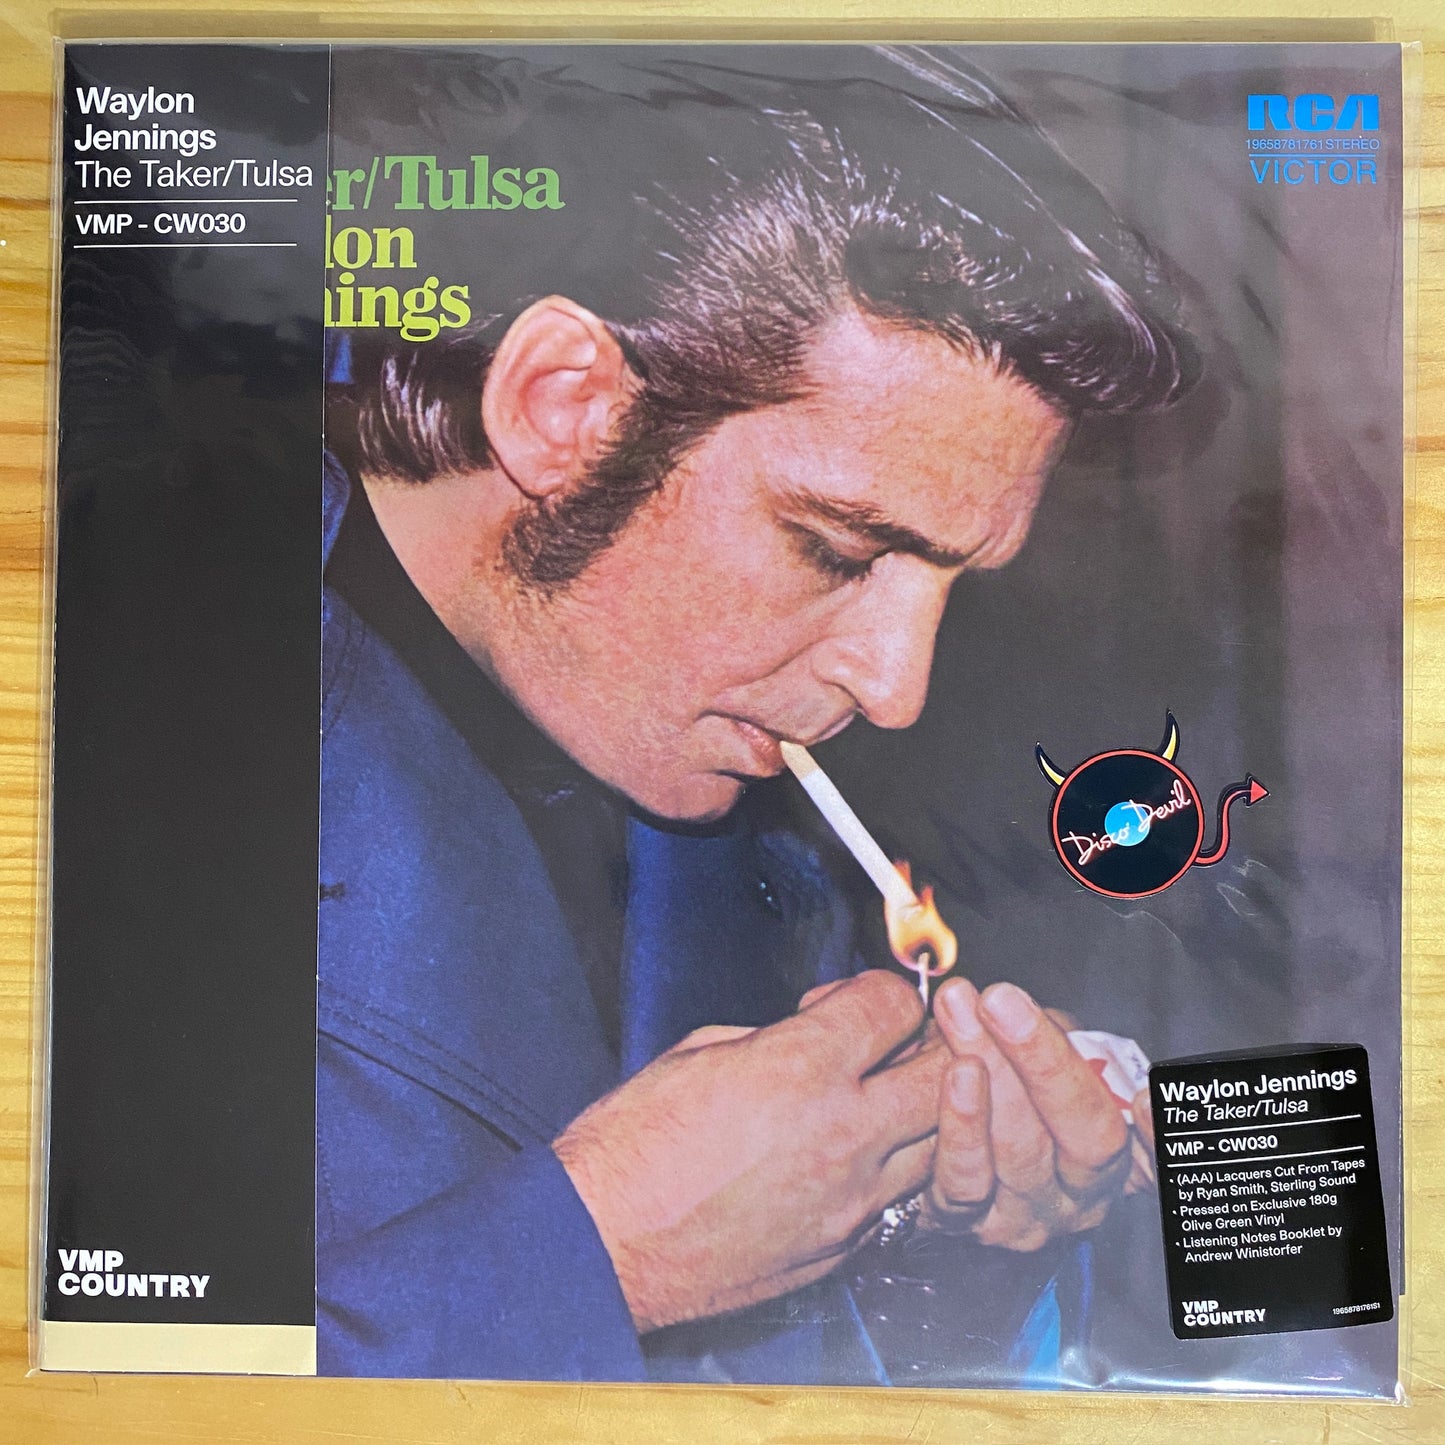 Waylon
Jennings
The Taker/Tulsa
VMP - CW030
er/Tulsa
lon
nings
RCA
19658781761 STEREO
VICTOR
Disco Devil
Waylon Jennings
The Taker/Tulsa
VMP - CW030
• (AAA) Lacquers Cut From Tapes
by Ryan Smith, Sterling Sound
• Pressed on Exclusive 180g
Olive Green Vinyl
• Listening Notes Booklet by
Andrew Winistorfer
VMP
COUNTRY
19658781761S1
VMP
COUNTRY